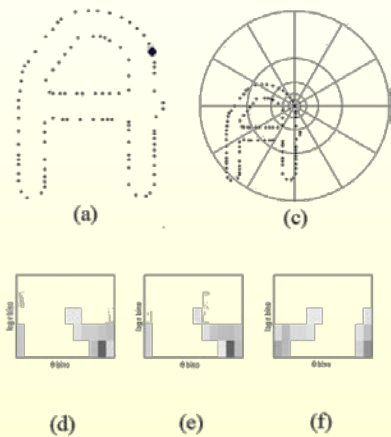 (a)
(c)
log r bins
θ bins
log r bins
θ bins
log r bins
θ bins
(d)
(e)
(f)